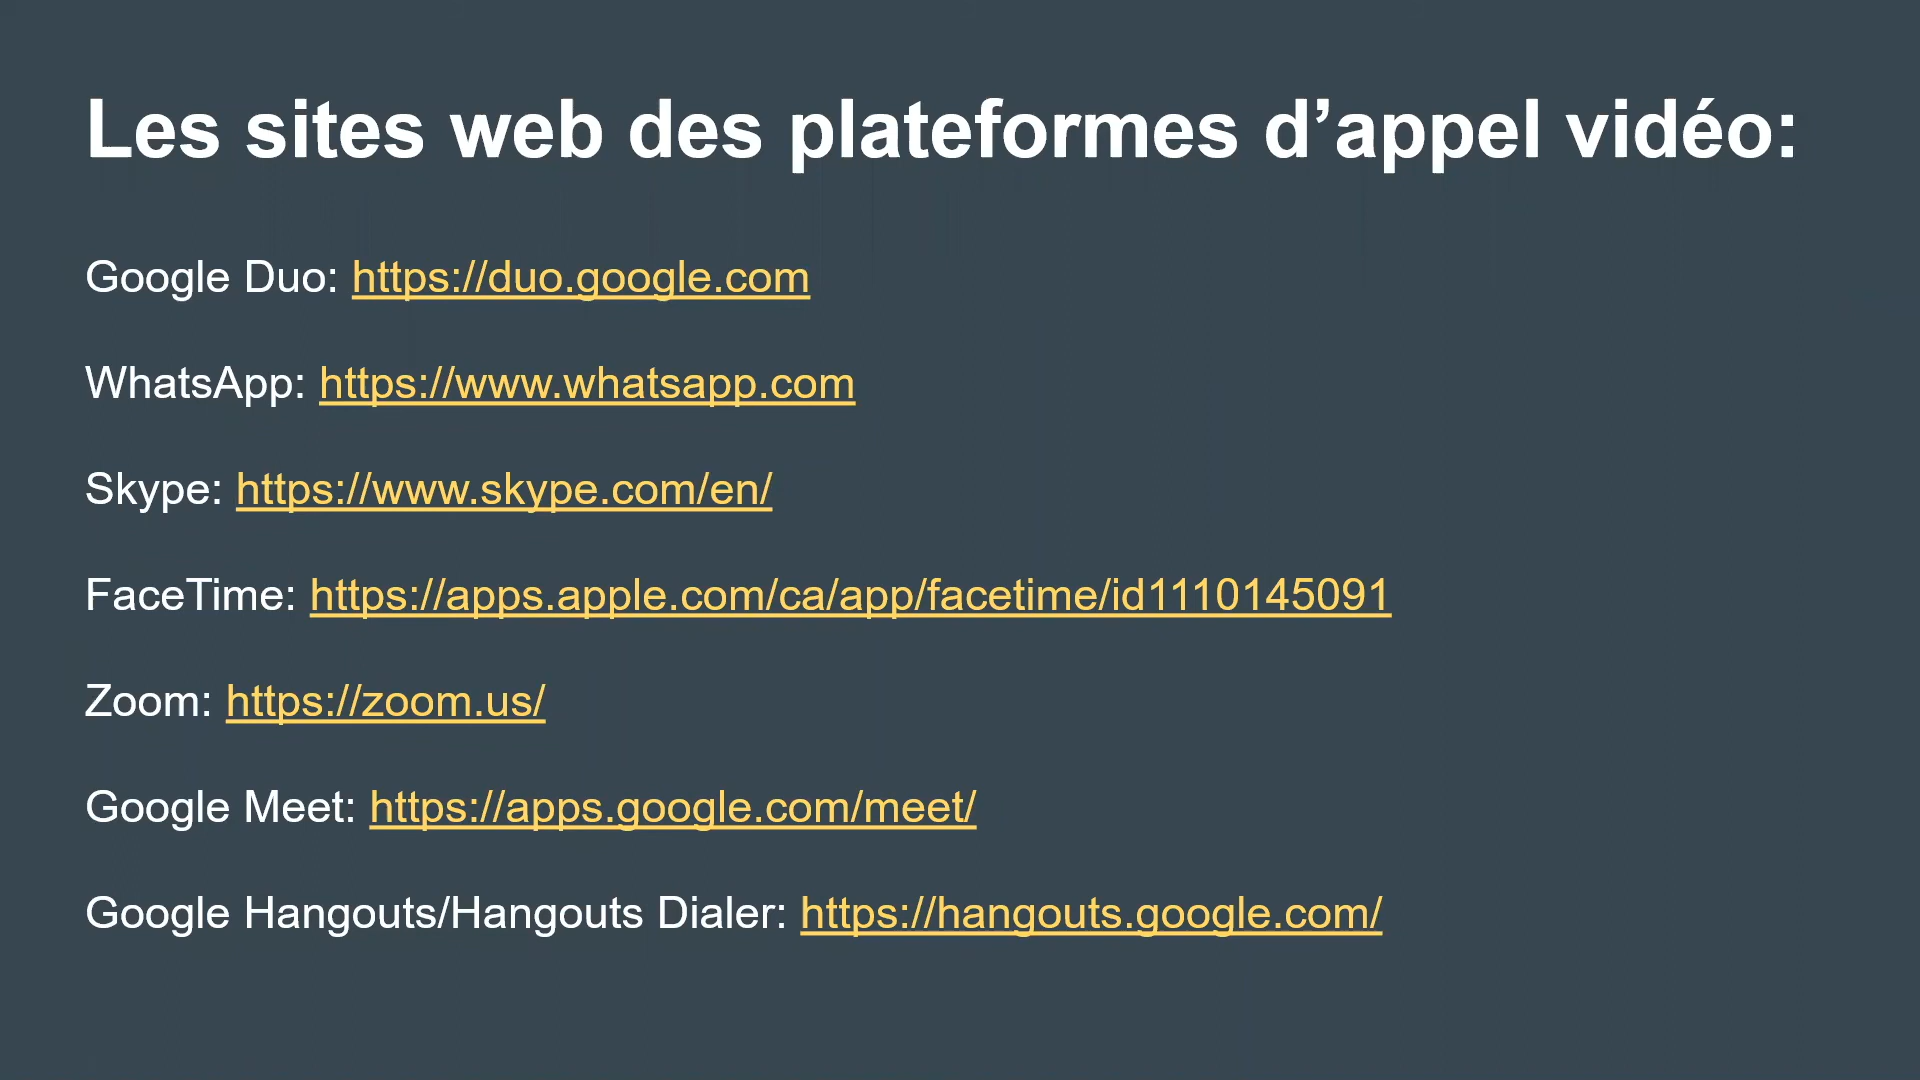 Les sites web des plateformes d’appel vidéo:
Google Duo: https://duo.google.com
WhatsApp: https://www.whatsapp.com
Skype: https://www.skype.com/en/
FaceTime: https://apps.apple.com/ca/app/facetime/id1110145091
Zoom: https://zoom.us/
Google Meet: https://apps.google.com/meet/
Google Hangouts/Hangouts Dialer: https://hangouts.google.com/